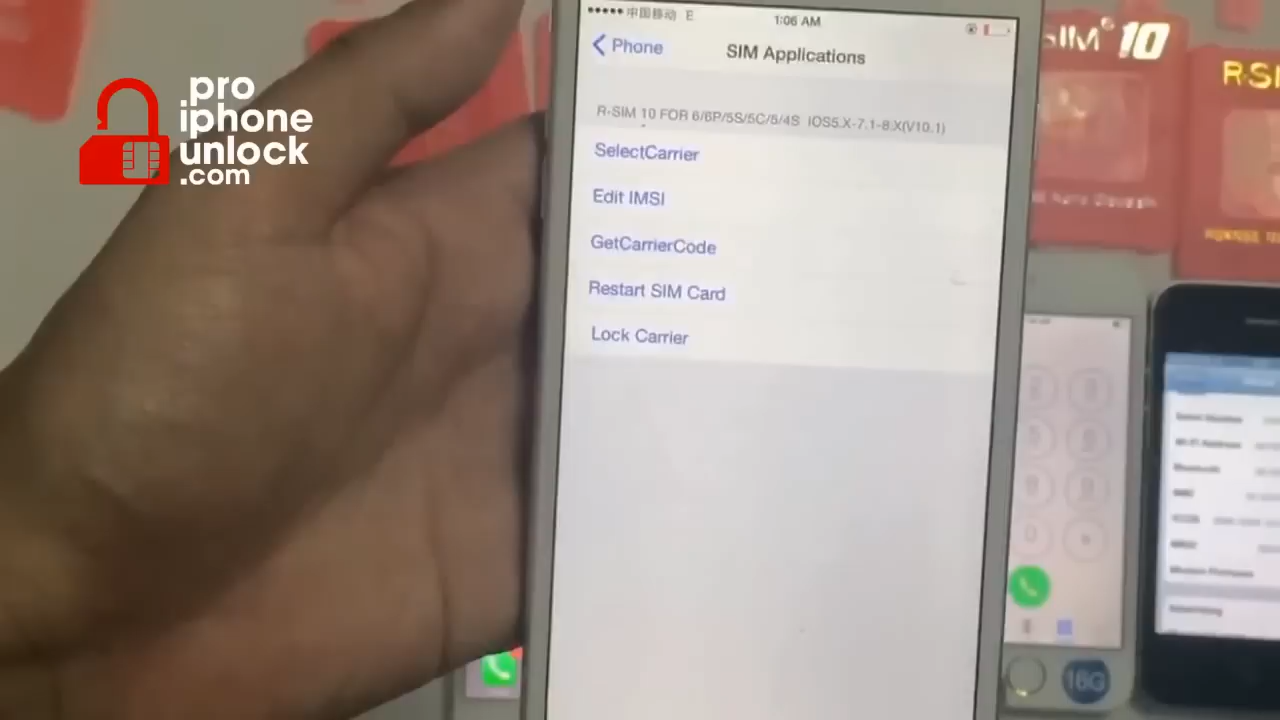 .pro
iphone
unlock
.com
中国移动 E
1:06 AM
Phone
SIM Applications
R-SIM 10 FOR 6/6P/5S/5C/5/4S IOS5.X-7.1-8.X(V10.1)
SelectCarrier
Edit IMSI
GetCarrierCode
Restart SIM Card
Lock Carrier
SIM 10
R-SI
16G